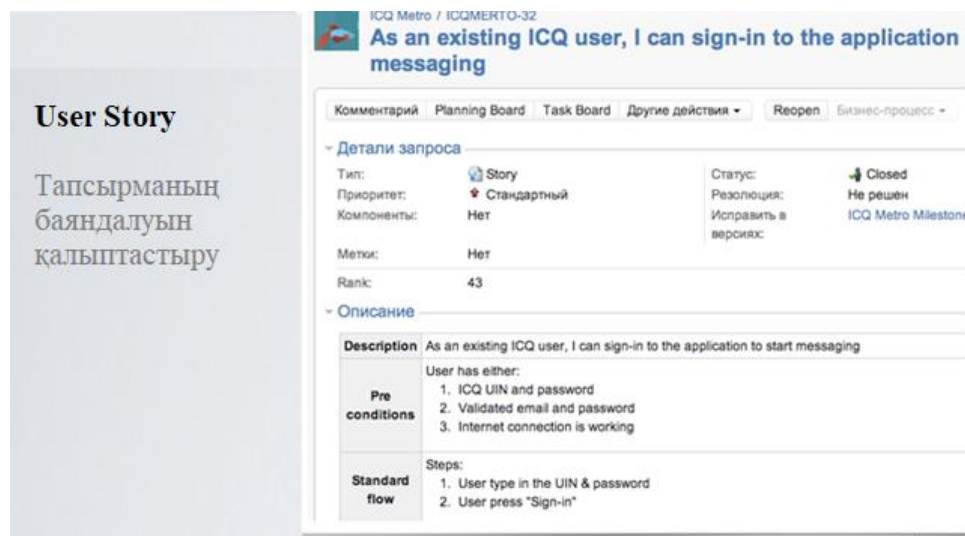 User Story
Тапсырманың
баяндалуын
қалыптастыру
ICQ Metro / ICQMERTO-32
As an existing ICQ user, I can sign-in to the application
messaging
Комментарий Planning Board Task Board Другие действия Reopen Бизнес-процесс
Детали запроса
Тип: Story Статус: Closed
Приоритет: Стандартный Резолюция: Не решен
Компоненты: Нет Исправить в ICQ Metro Milestone
версиях:
Метки: Нет
Rank: 43
Описание
Description As an existing ICQ user, I can sign-in to the application to start messaging
Pre
conditions
User has either:
1. ICQ UIN and password
2. Validated email and password
3. Internet connection is working
Standard
flow
Steps:
1. User type in the UIN & password
2. User press "Sign-in"